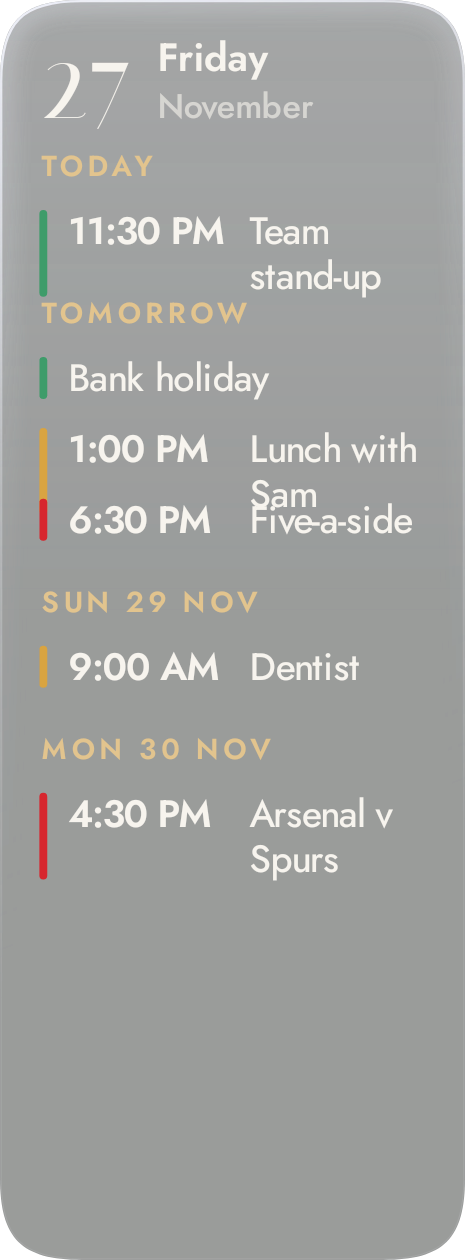 27 Friday
November
TODAY
11:30 PM Team
stand-up
TOMORROW
Bank holiday
1:00 PM Lunch with
Sam
6:30 PM Five-a-side
SUN 29 NOV
9:00 AM Dentist
MON 30 NOV
4:30 PM Arsenal v
Spurs